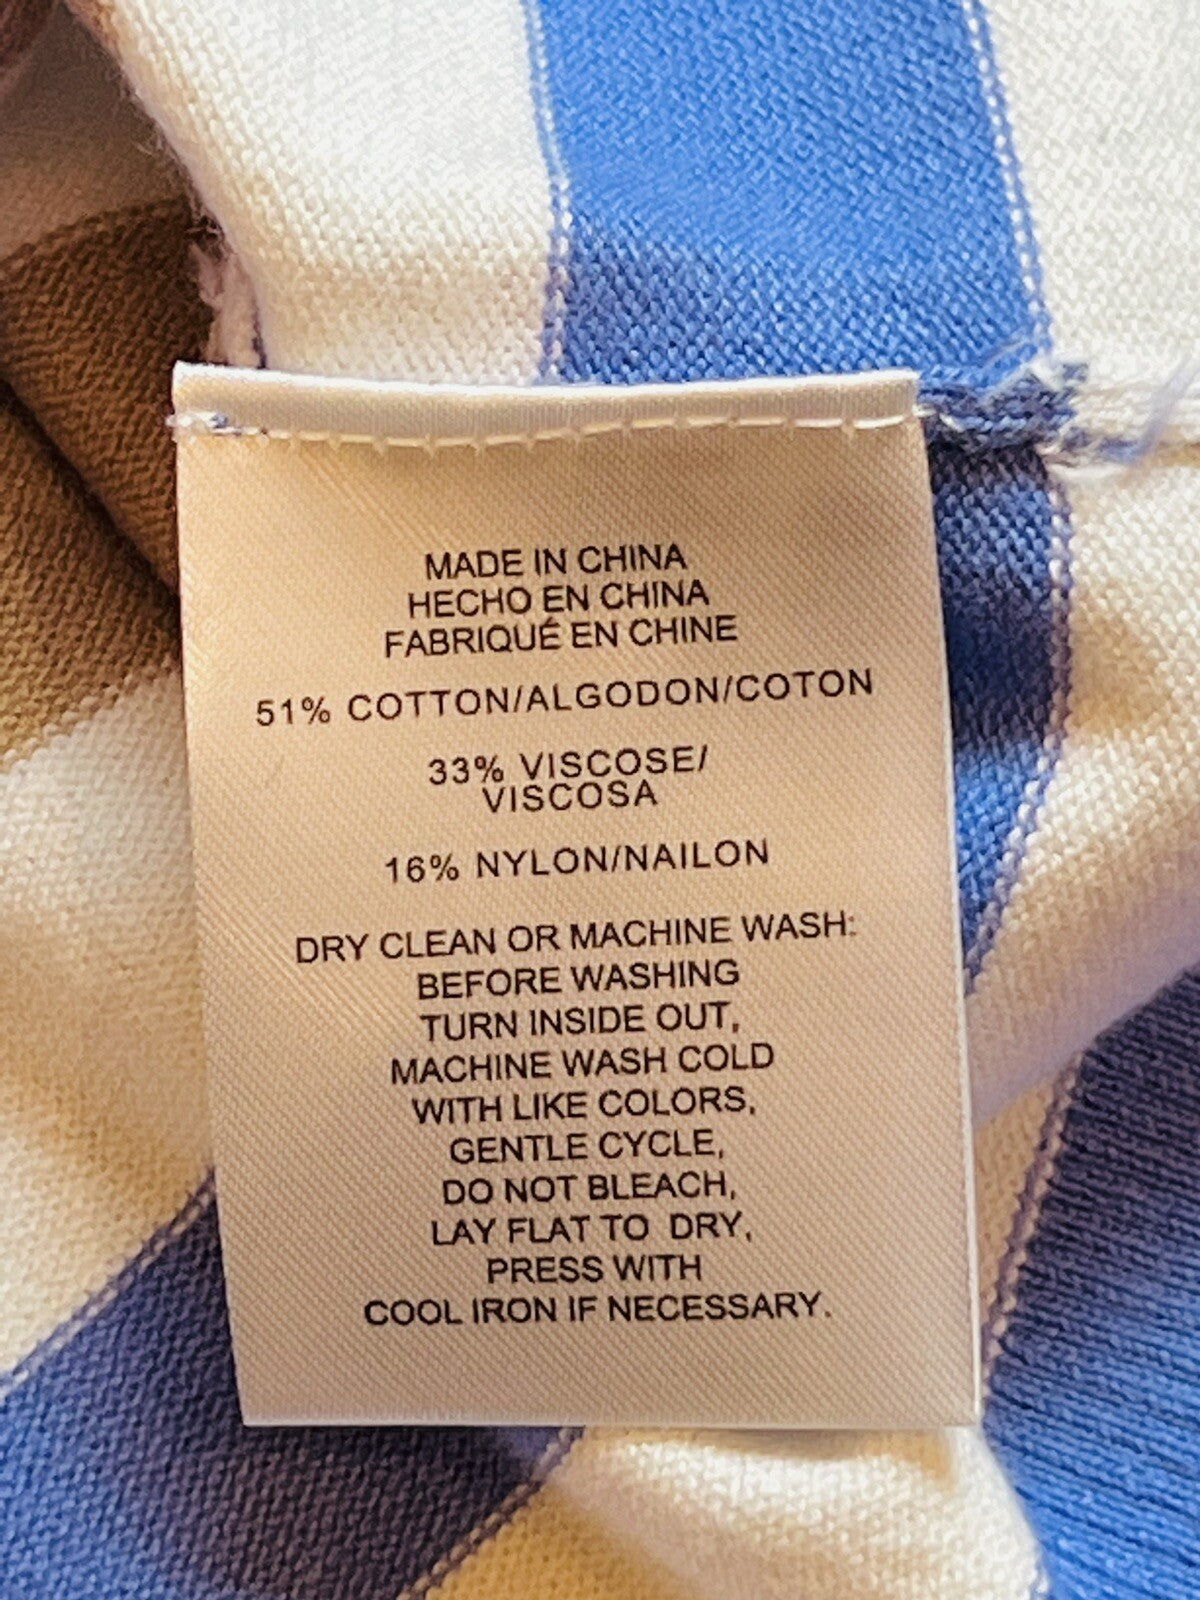 MADE IN CHINA
HECHO EN CHINA
FABRIQUÉ EN CHINE
51% COTTON/ALGODON/COTON
33% VISCOSE/
VISCOSA
16% NYLON/NAILON
DRY CLEAN OR MACHINE WASH:
BEFORE WASHING
TURN INSIDE OUT,
MACHINE WASH COLD
WITH LIKE COLORS,
GENTLE CYCLE,
DO NOT BLEACH,
LAY FLAT TO DRY,
PRESS WITH
COOL IRON IF NECESSARY.